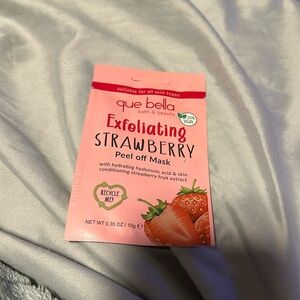 suitable for all skin types
que bella
bath & beauty
Exfoliating
STRAWBERRY
Peel off Mask
with hydrating hyaluronic acid & skin
conditioning strawberry fruit extract
RECYCLE
ME!
NET WT 0.35 OZ / 10g